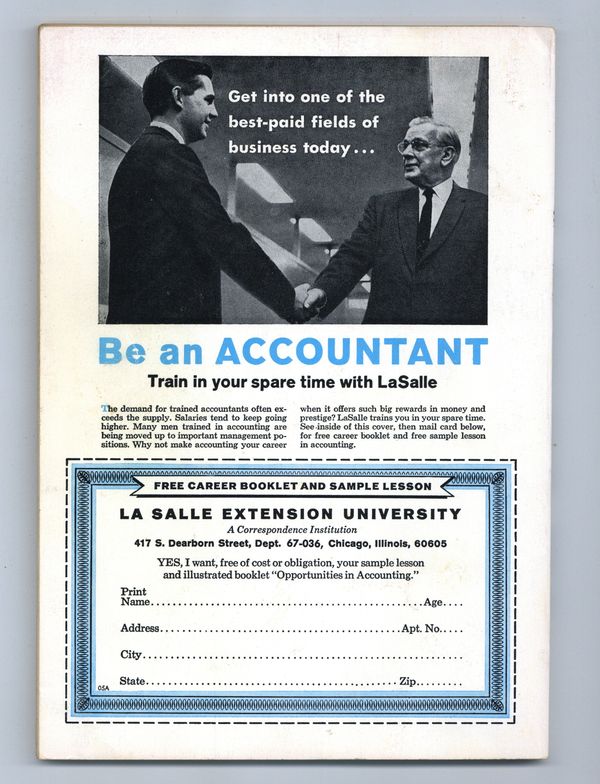 Get into one of the
best-paid fields of
business today...
Be an ACCOUNTANT
Train in your spare time with LaSalle
The demand for trained accountants often ex-
ceeds the supply. Salaries tend to keep going
higher. Many men trained in accounting are
being moved up to important management po-
sitions. Why not make accounting your career
when it offers such big rewards in money and
prestige? LaSalle trains you in your spare time.
See inside of this cover, then mail card below,
for free career booklet and free sample lesson
in accounting.
FREE CAREER BOOKLET AND SAMPLE LESSON
LA SALLE EXTENSION UNIVERSITY
A Correspondence Institution
417 S. Dearborn Street, Dept. 67-036, Chicago, Illinois, 60605
YES, I want, free of cost or obligation, your sample lesson
and illustrated booklet "Opportunities in Accounting."
Print
Name.......................................................Age....
Address.................................................Apt. No.....
City..................................................................
State....................................................Zip........
05A